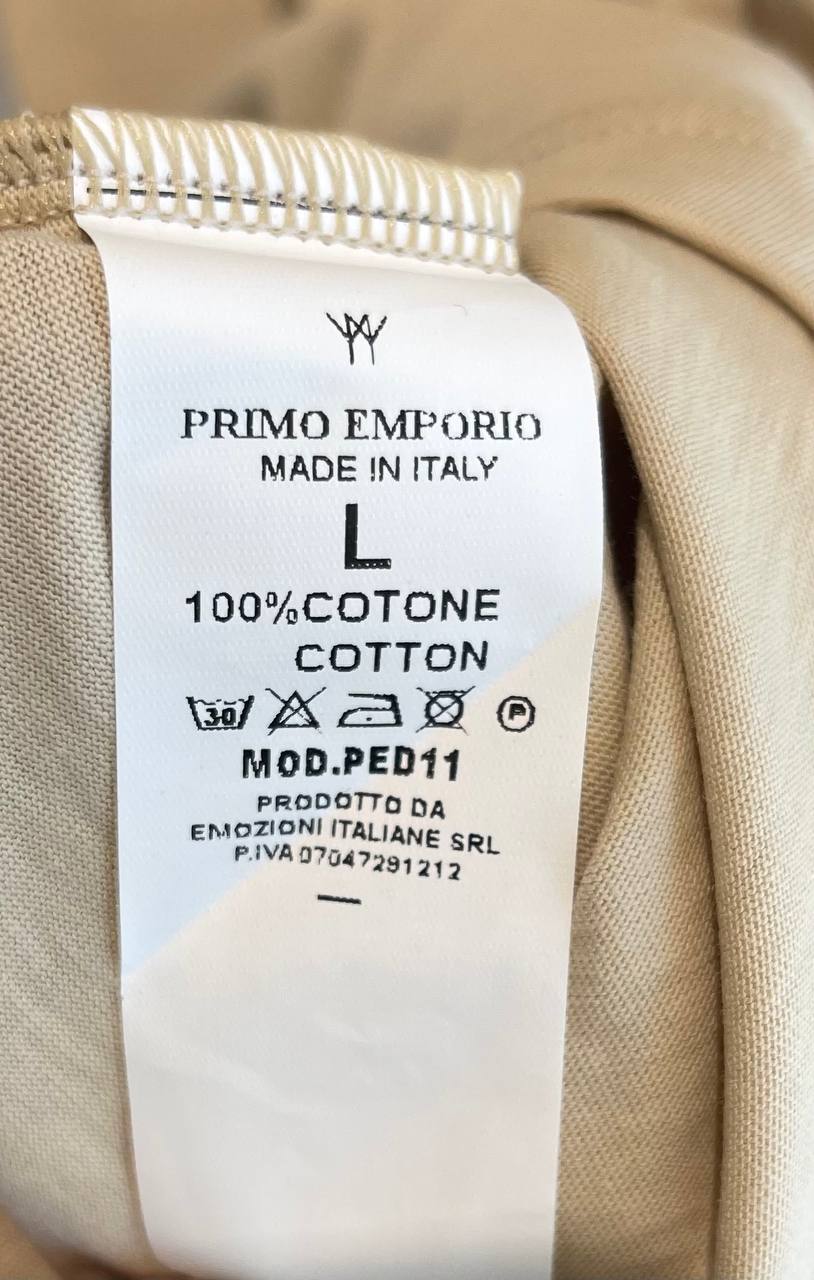 PRIMO EMPORIO
MADE IN ITALY
L
100%COTONE
COTTON
30 P
MOD.PED11
PRODOTTO DA
EMOZIONI ITALIANE SRL
P.IVA 07047291212